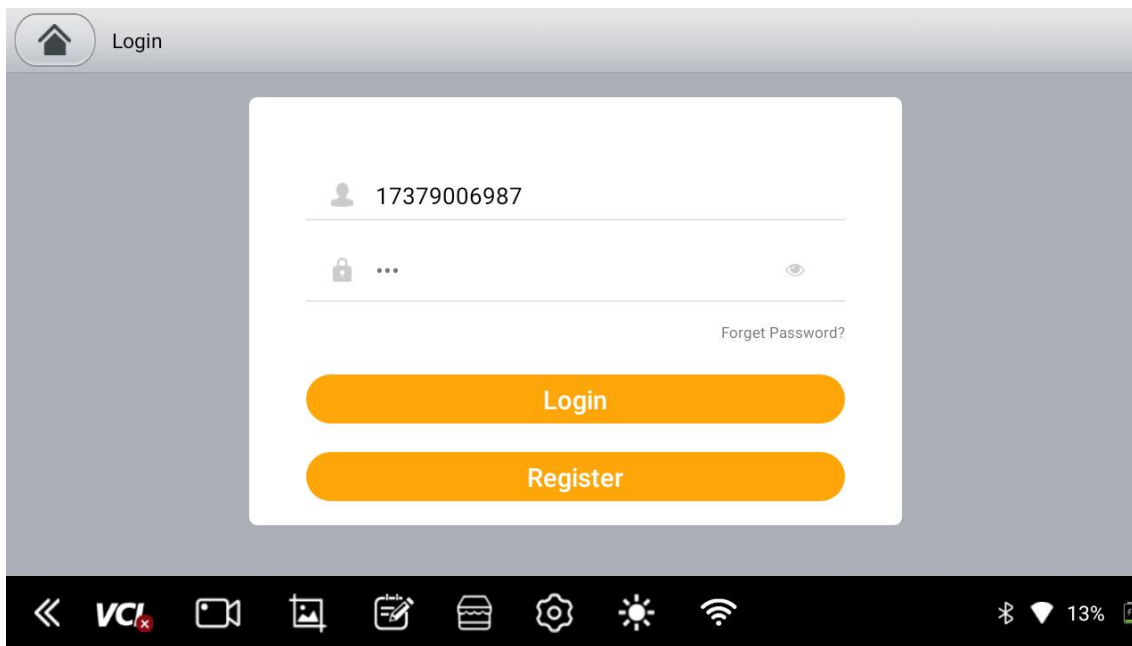 Login
17379006987
•••
Forget Password?
Login
Register
VCI
13%